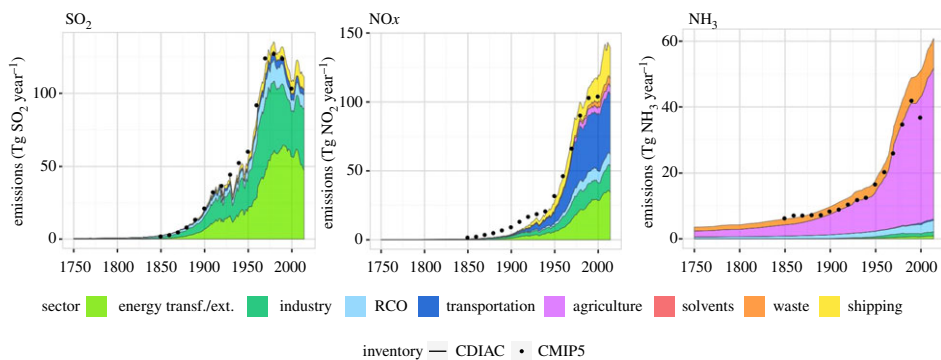 SO2
NOx
NH3
emissions (Tg SO2 year−1)
100
50
0
1750 1800 1850 1900 1950 2000
emissions (Tg NO2 year−1)
150
100
50
0
1750 1800 1850 1900 1950 2000
emissions (Tg NH3 year−1)
60
40
20
0
1750 1800 1850 1900 1950 2000
sector energy transf./ext. industry RCO transportation agriculture solvents waste shipping
inventory CDIAC CMIP5